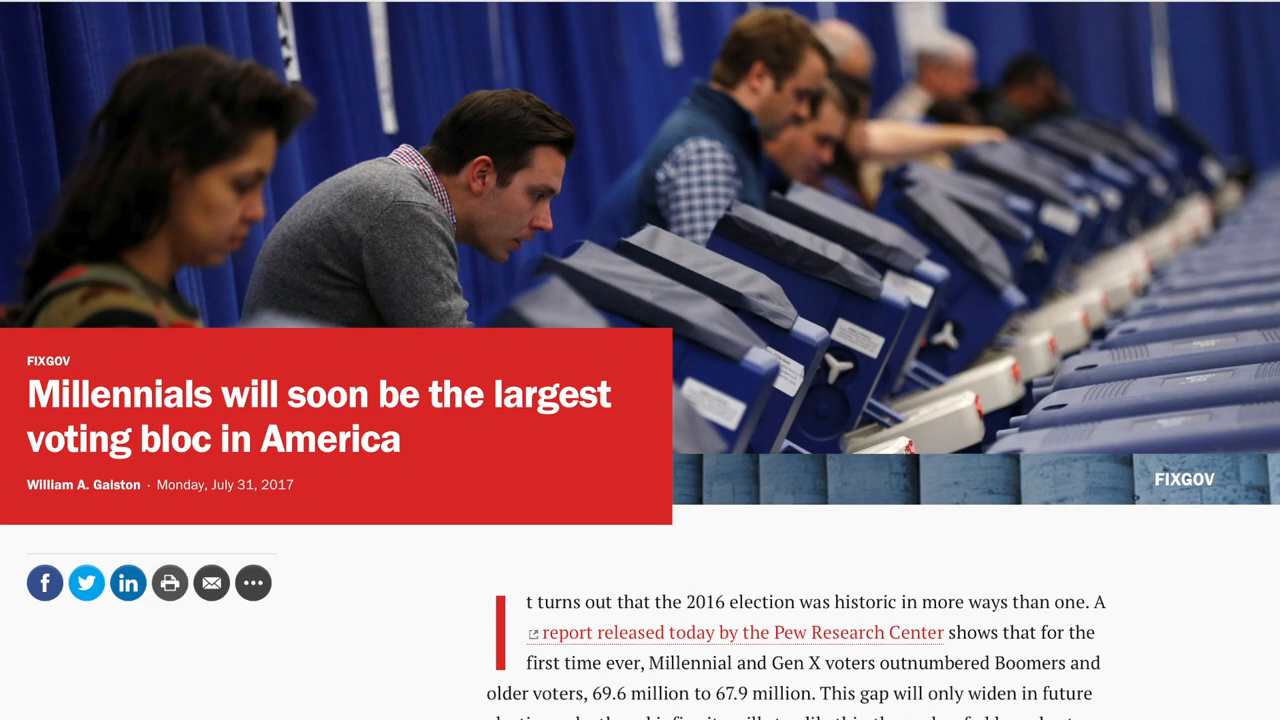 FIXGOV
Millennials will soon be the largest
voting bloc in America
William A. Galston · Monday, July 31, 2017
FIXGOV
It turns out that the 2016 election was historic in more ways than one. A
report released today by the Pew Research Center shows that for the
first time ever, Millennial and Gen X voters outnumbered Boomers and
older voters, 69.6 million to 67.9 million. This gap will only widen in future